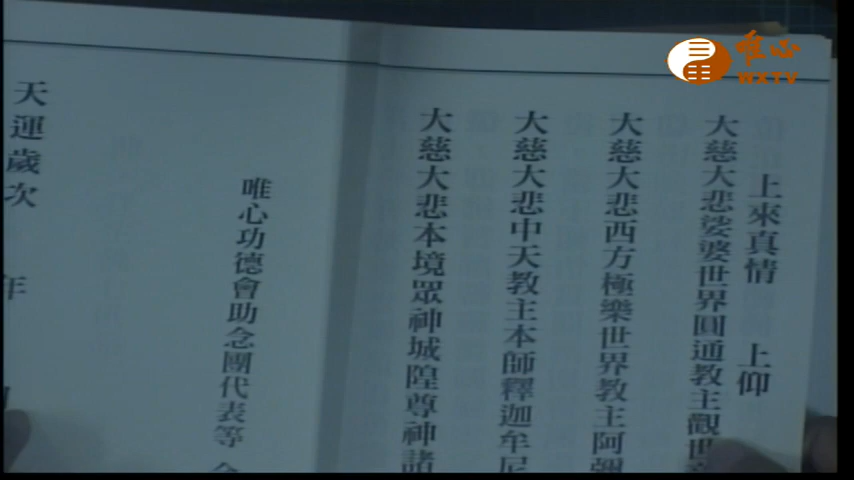 唯心
WXTV
上來真情 上仰
大慈大悲娑婆世界圓通教主觀世
大慈大悲西方極樂世界教主阿彌
大慈大悲中天教主本師釋迦牟尼
大慈大悲本境眾神城隍尊神諸
唯心功德會助念團代表等
天運歲次 年